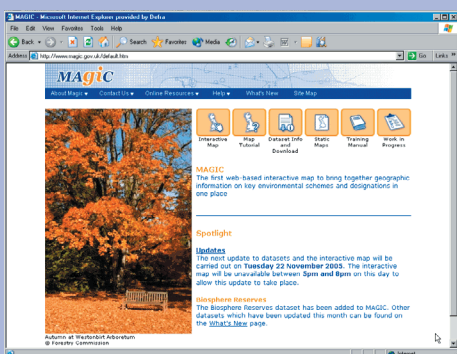 MAGIC - Microsoft Internet Explorer provided by Defra
File Edit View Favorites Tools Help
Back Search Favorites Media
Address http://www.magic.gov.uk/default.htm Go Links »
MAGIC
About Magic Contact Us Online Resources Help What's New Site Map
Interactive Map
Map Tutorial
Dataset Info and Download
Static Maps
Training Manual
Work in Progress
MAGIC
The first web-based interactive map to bring together geographic
information on key environmental schemes and designations in
one place
Spotlight
Updates
The next update to datasets and the interactive map will be
carried out on Tuesday 22 November 2005. The interactive
map will be unavailable between 5pm and 8pm on this day to
allow this update to take place.
Biosphere Reserves
The Biosphere Reserves dataset has been added to MAGIC. Other
datasets which have been updated this month can be found on
the What's New page.
Autumn at Westonbirt Arboretum
© Forestry Commission
Internet